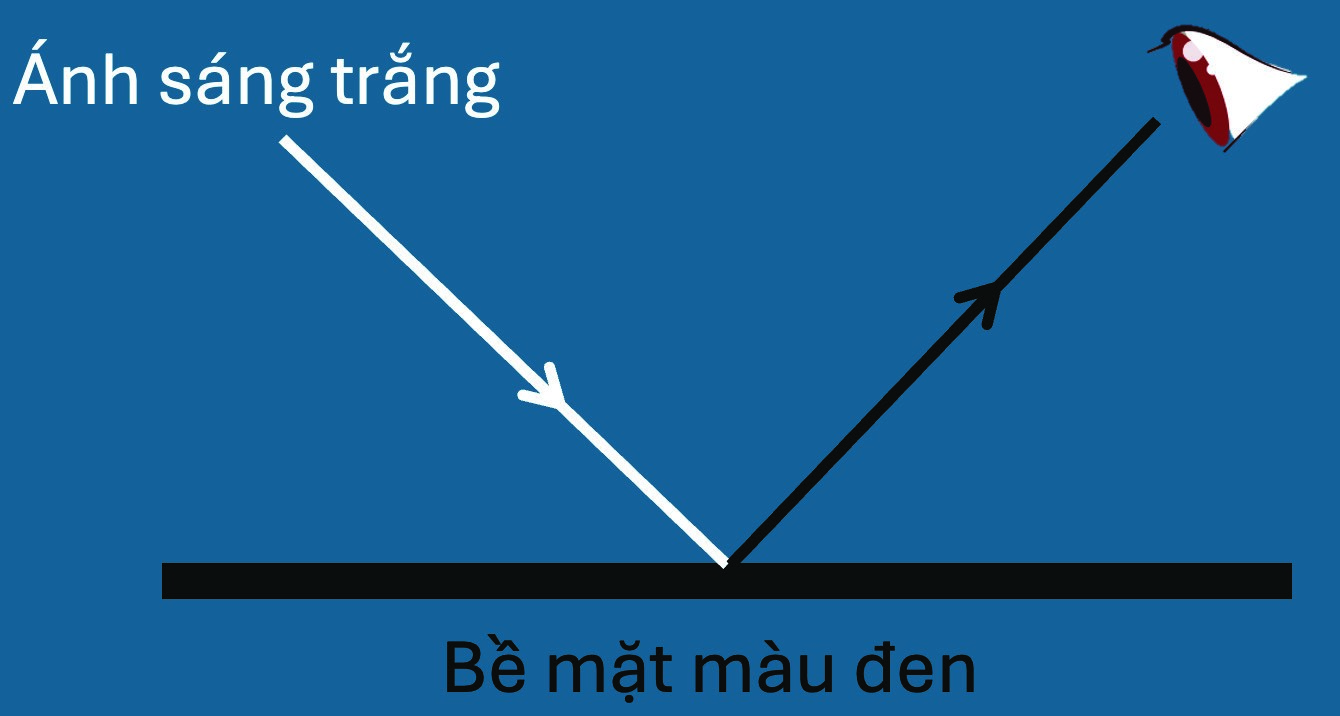 Ánh sáng trắng
Bề mặt màu đen